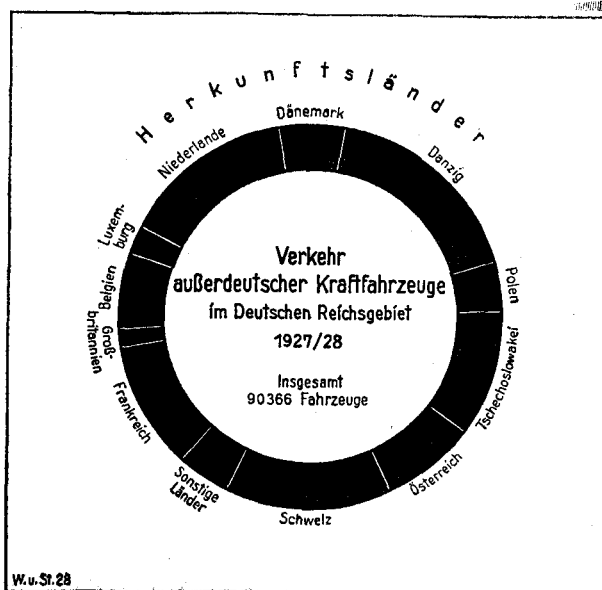 Herkunftsländer
Dänemark
Danzig
Polen
Tschechoslowakei
Österreich
Schweiz
Sonstige
Länder
Frankreich
Groß-
britannien
Belgien
Luxem-
burg
Niederlande
Verkehr
außerdeutscher Kraftfahrzeuge
im Deutschen Reichsgebiet
1927/28
Insgesamt
90366 Fahrzeuge
W.u.St.28